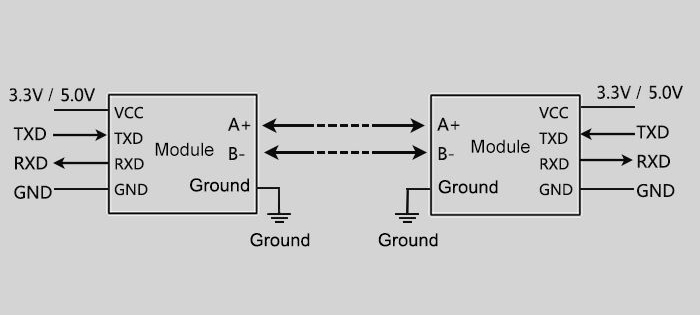 3.3V / 5.0V
TXD
RXD
GND
VCC
TXD
RXD
GND
Module
A+
B-
Ground
Ground
A+
B-
Ground
Ground
Module
VCC
TXD
RXD
GND
3.3V / 5.0V
TXD
RXD
GND